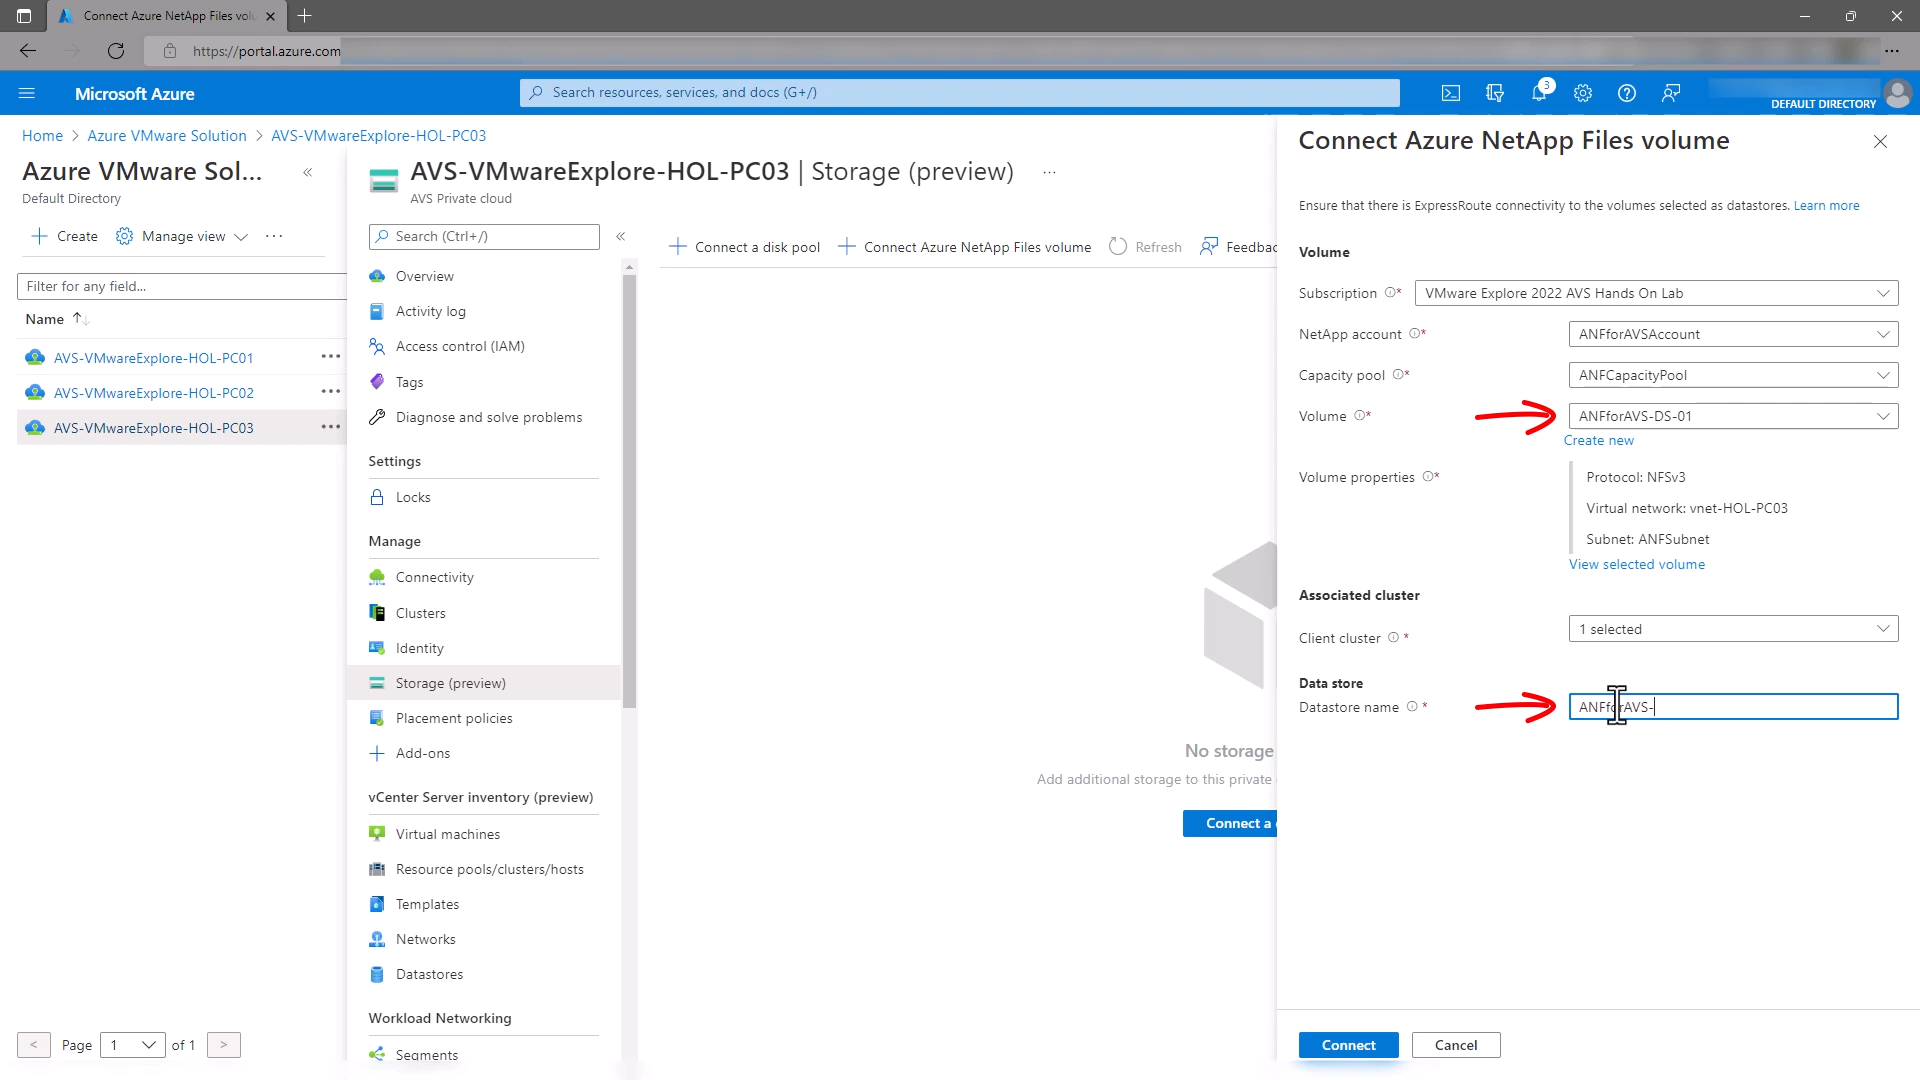 Connect Azure NetApp Files volu
https://portal.azure.com
Microsoft Azure
Search resources, services, and docs (G+/)
3
DEFAULT DIRECTORY
Home > Azure VMware Solution > AVS-VMwareExplore-HOL-PC03
Azure VMware Sol...
Default Directory
Create
Manage view
Filter for any field...
Name
AVS-VMwareExplore-HOL-PC01
AVS-VMwareExplore-HOL-PC02
AVS-VMwareExplore-HOL-PC03
< Page 1 of 1 >
AVS-VMwareExplore-HOL-PC03 | Storage (preview) ...
AVS Private cloud
Search (Ctrl+/)
Overview
Activity log
Access control (IAM)
Tags
Diagnose and solve problems
Settings
Locks
Manage
Connectivity
Clusters
Identity
Storage (preview)
Placement policies
Add-ons
vCenter Server inventory (preview)
Virtual machines
Resource pools/clusters/hosts
Templates
Networks
Datastores
Workload Networking
Segments
Connect a disk pool
Connect Azure NetApp Files volume
Refresh
Feedbac
No storage
Add additional storage to this private
Connect a
Connect Azure NetApp Files volume
Ensure that there is ExpressRoute connectivity to the volumes selected as datastores. Learn more
Volume
Subscription * VMware Explore 2022 AVS Hands On Lab
NetApp account * ANFforAVSAccount
Capacity pool * ANFCapacityPool
Volume * ANFforAVS-DS-01
Create new
Volume properties * Protocol: NFSv3
Virtual network: vnet-HOL-PC03
Subnet: ANFSubnet
View selected volume
Associated cluster
Client cluster * 1 selected
Data store
Datastore name * ANFforAVS-
Connect
Cancel